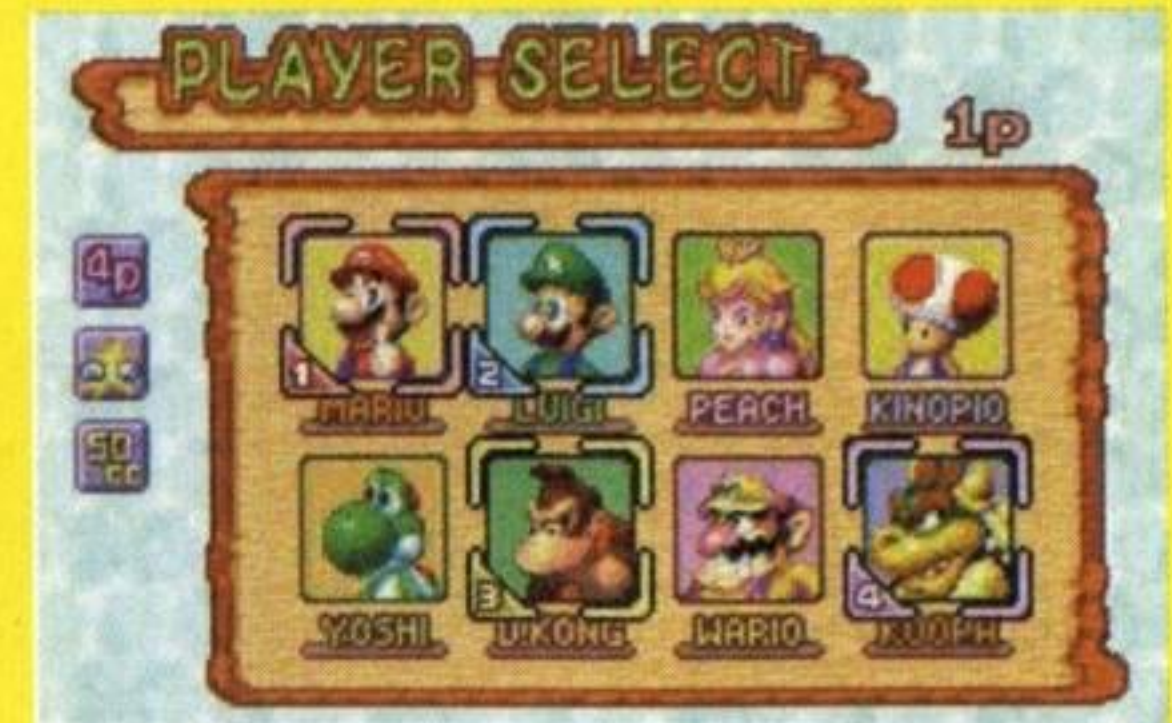 PLAYER SELECT
1p
4p
50cc
1 2
MARIO LUIGI PEACH KINOPIO
3 4
YOSHI D.KONG WARIO KOOPA